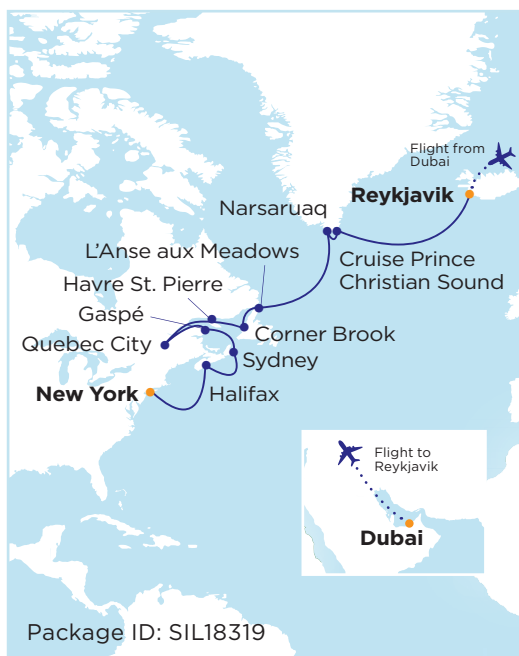 Flight from
Dubai
Reykjavik
Narsaruaq
Cruise Prince
Christian Sound
L'Anse aux Meadows
Havre St. Pierre
Gaspé
Corner Brook
Quebec City
Sydney
New York
Halifax
Flight to
Reykjavik
Dubai
Package ID: SIL18319